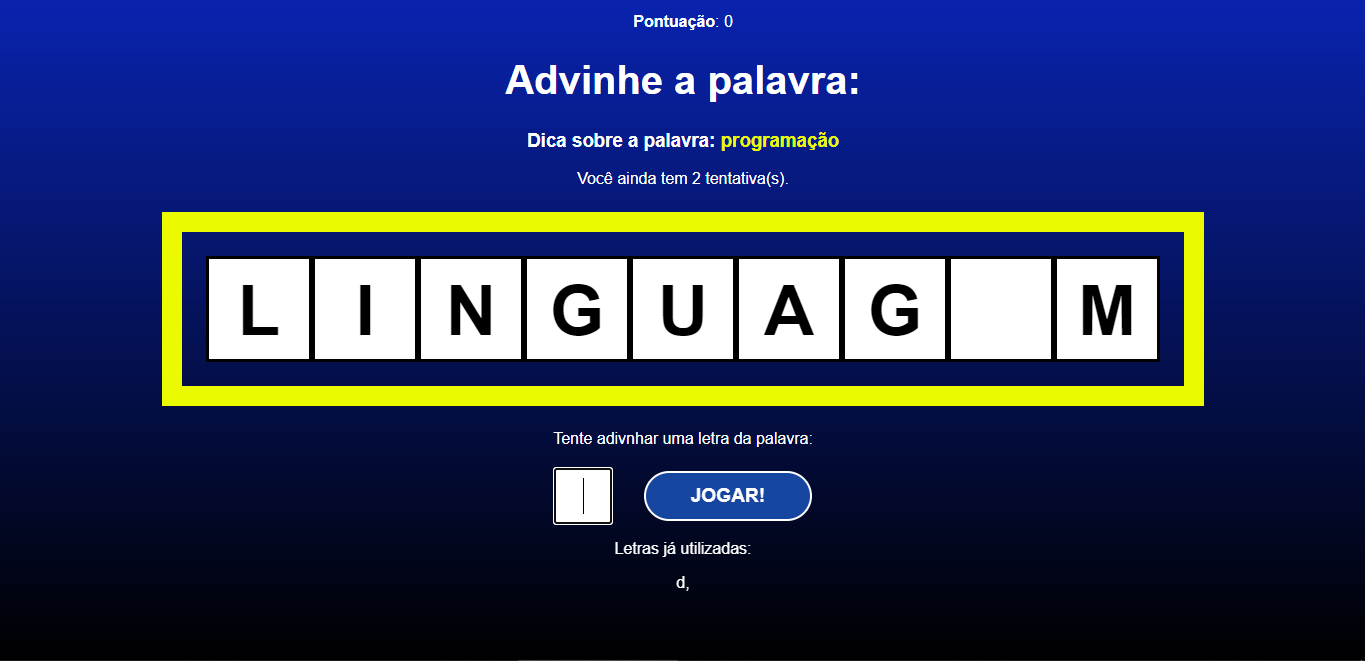 Pontuação: 0
Advinhe a palavra:
Dica sobre a palavra: programação
Você ainda tem 2 tentativa(s).
L I N G U A G M
Tente adivnhar uma letra da palavra:
JOGAR!
Letras já utilizadas:
d,